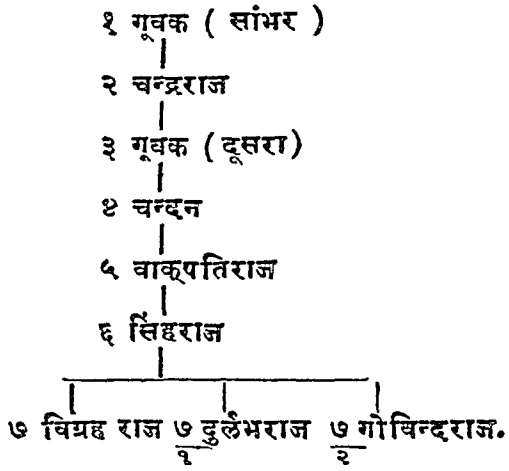 १ गूवक ( सांभर )
२ चन्द्रराज
३ गूवक (दूसरा)
४ चन्दन
५ वाक्पतिराज
६ सिंहराज
७ विग्रह राज ७ दुर्लभराज ७ गोविन्दराज.
१ २